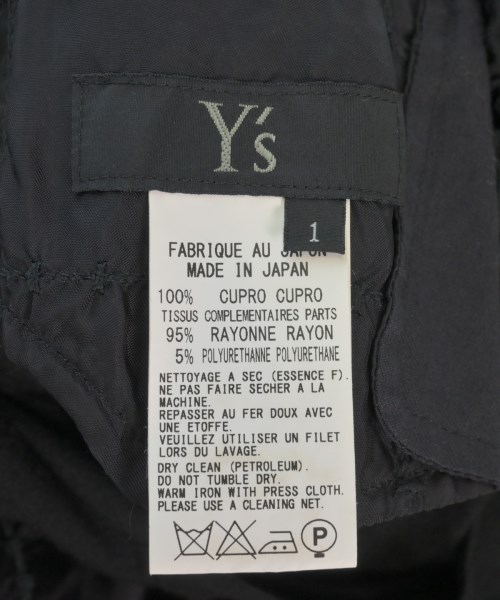 Y's
1
FABRIQUE AU JAPON
MADE IN JAPAN
100% CUPRO CUPRO
TISSUS COMPLEMENTAIRES PARTS
95% RAYONNE RAYON
5% POLYURETHANNE POLYURETHANE
NETTOYAGE A SEC (ESSENCE F).
NE PAS FAIRE SECHER A LA
MACHINE.
REPASSER AU FER DOUX AVEC
UNE ETOFFE.
VEUILLEZ UTILISER UN FILET
LORS DU LAVAGE.
DRY CLEAN (PETROLEUM).
DO NOT TUMBLE DRY.
WARM IRON WITH PRESS CLOTH.
PLEASE USE A CLEANING NET.
P